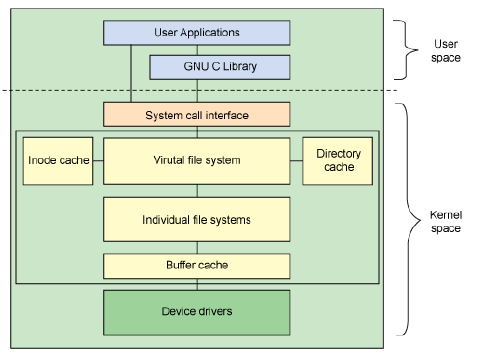 User Applications
GNU C Library
User
space
System call interface
Inode cache
Virutal file system
Directory
cache
Individual file systems
Kernel
space
Buffer cache
Device drivers